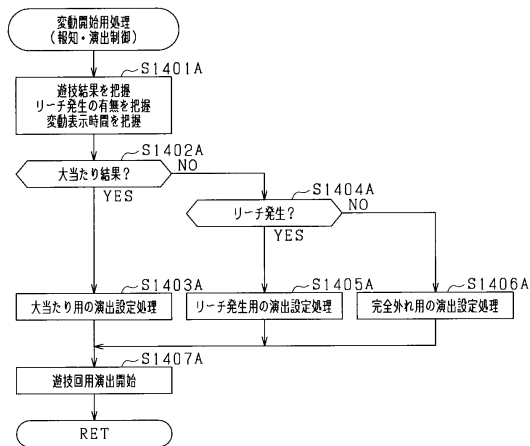 変動開始用処理
(報知・演出制御)
S1401A
遊技結果を把握
リーチ発生の有無を把握
変動表示時間を把握
S1402A
大当たり結果?
NO
YES
S1404A
リーチ発生?
NO
YES
S1403A
大当たり用の演出設定処理
S1405A
リーチ発生用の演出設定処理
S1406A
完全外れ用の演出設定処理
S1407A
遊技回用演出開始
RET